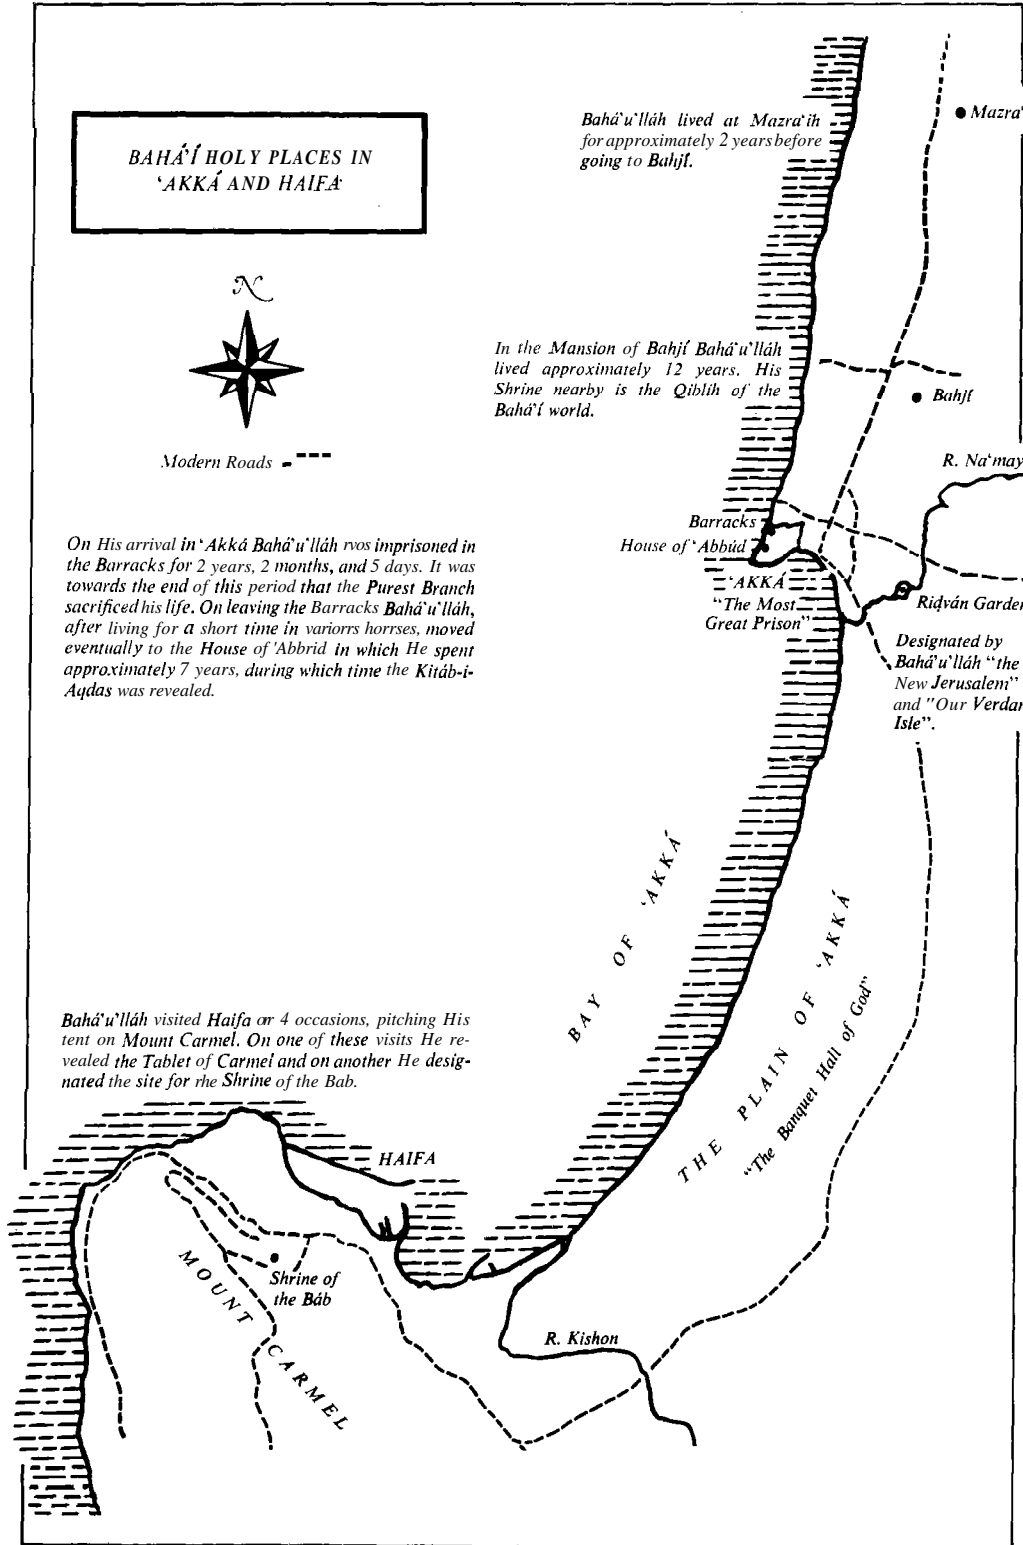 BAHÁ'Í HOLY PLACES IN
'AKKÁ AND HAIFA
N
Modern Roads
Bahá'u'lláh lived at Mazra'ih
for approximately 2 years before
going to Bahjí.
Mazra'
In the Mansion of Bahjí Bahá'u'lláh
lived approximately 12 years. His
Shrine nearby is the Qiblih of the
Bahá'í world.
Bahjí
R. Na'may
Barracks
House of 'Abbúd
'AKKÁ
"The Most
Great Prison"
Riḍván Garden
Designated by
Bahá'u'lláh "the
New Jerusalem"
and "Our Verdan
Isle".
On His arrival in 'Akká Bahá'u'lláh rvos imprisoned in
the Barracks for 2 years, 2 months, and 5 days. It was
towards the end of this period that the Purest Branch
sacrificed his life. On leaving the Barracks Bahá'u'lláh,
after living for a short time in variorrs horrses, moved
eventually to the House of 'Abbrid in which He spent
approximately 7 years, during which time the Kitáb-i-
Aqdas was revealed.
BAY OF 'AKKÁ
THE PLAIN OF 'AKKÁ
"The Banquet Hall of God"
Bahá'u'lláh visited Haifa orr 4 occasions, pitching His
tent on Mount Carmel. On one of these visits He re-
vealed the Tablet of Carmel and on another He desig-
nated the site for rhe Shrine of the Bab.
HAIFA
MOUNT CARMEL
Shrine of
the Báb
R. Kishon